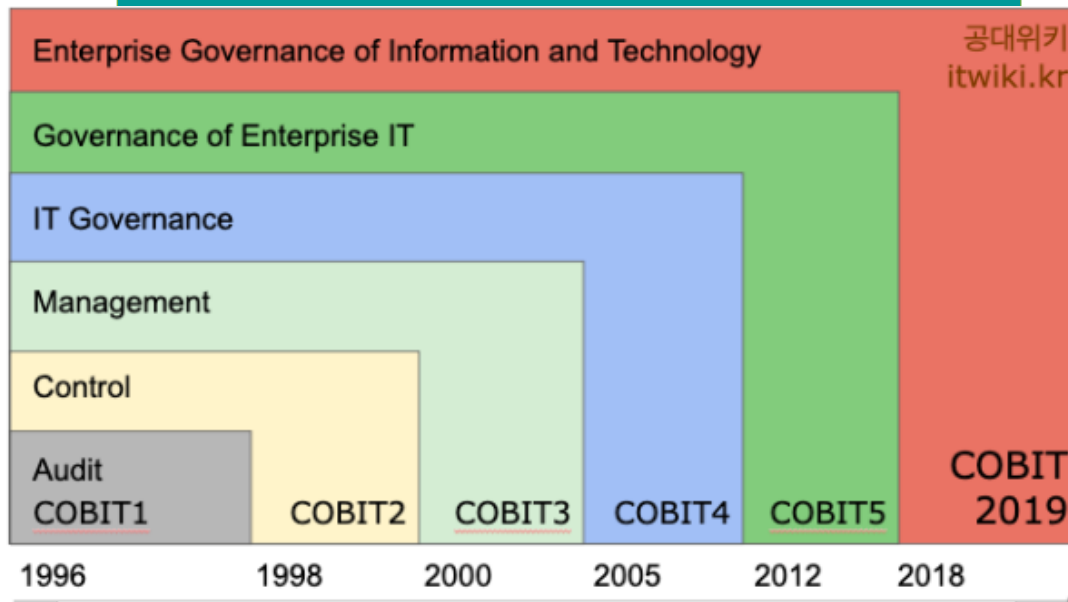 Enterprise Governance of Information and Technology
공대위키
itwiki.kr
Governance of Enterprise IT
IT Governance
Management
Control
Audit
COBIT1
COBIT2
COBIT3
COBIT4
COBIT5
COBIT
2019
1996 1998 2000 2005 2012 2018